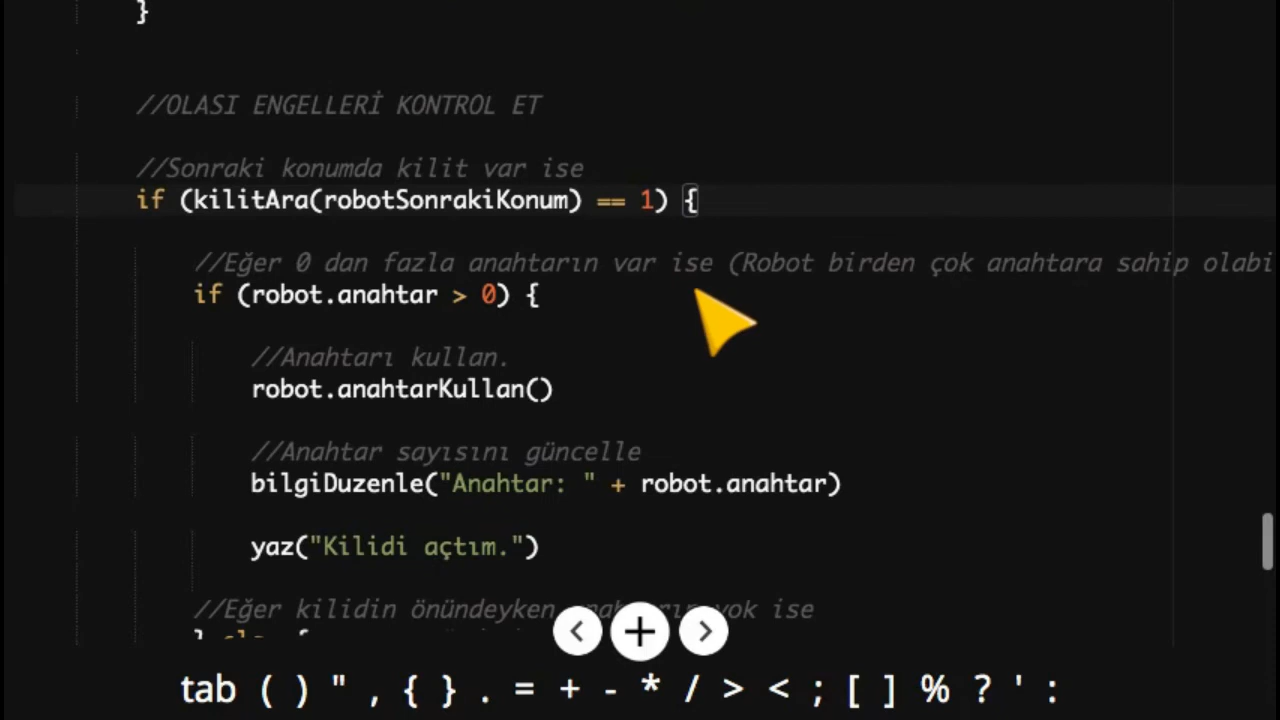 }
//OLASI ENGELLERİ KONTROL ET
//Sonraki konumda kilit var ise
if (kilitAra(robotSonrakiKonum) == 1) {
//Eğer 0 dan fazla anahtarın var ise (Robot birden çok anahtara sahip olabi
if (robot.anahtar > 0) {
//Anahtarı kullan.
robot.anahtarKullan()
//Anahtar sayısını güncelle
bilgiDuzenle("Anahtar: " + robot.anahtar)
yaz("Kilidi açtım.")
//Eğer kilidin önündeyken yok ise
tab ( ) " , { } . = + - * / > < ; [ ] % ? ' :